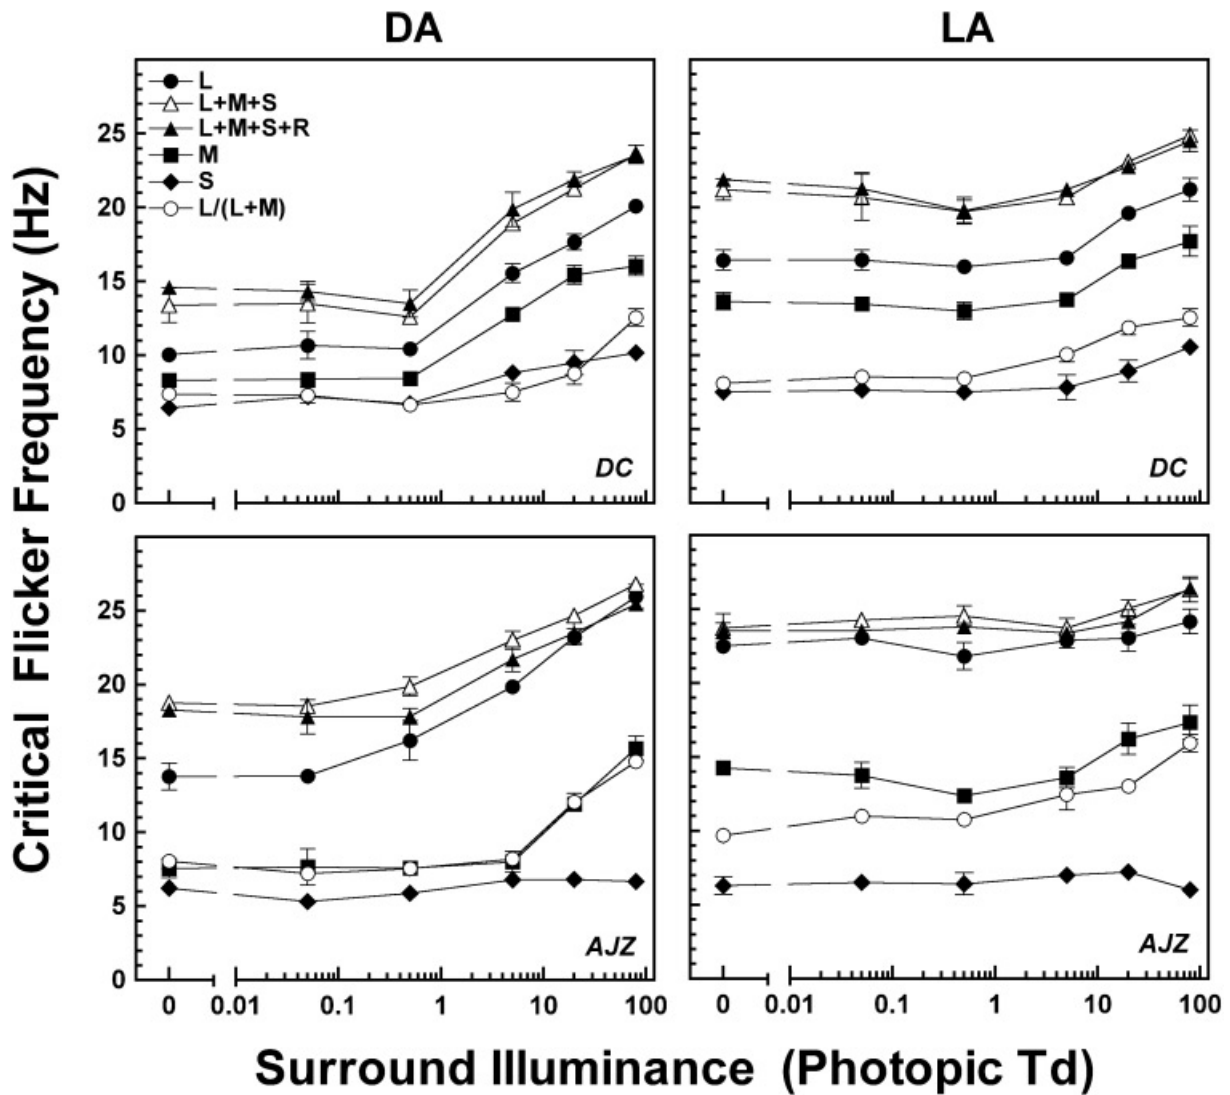 DA
LA
L
L+M+S
L+M+S+R
M
S
L/(L+M)
25
20
15
10
5
0
DC
DC
25
20
15
10
5
0
AJZ
AJZ
0 0.01 0.1 1 10 100
0 0.01 0.1 1 10 100
Critical Flicker Frequency (Hz)
Surround Illuminance (Photopic Td)